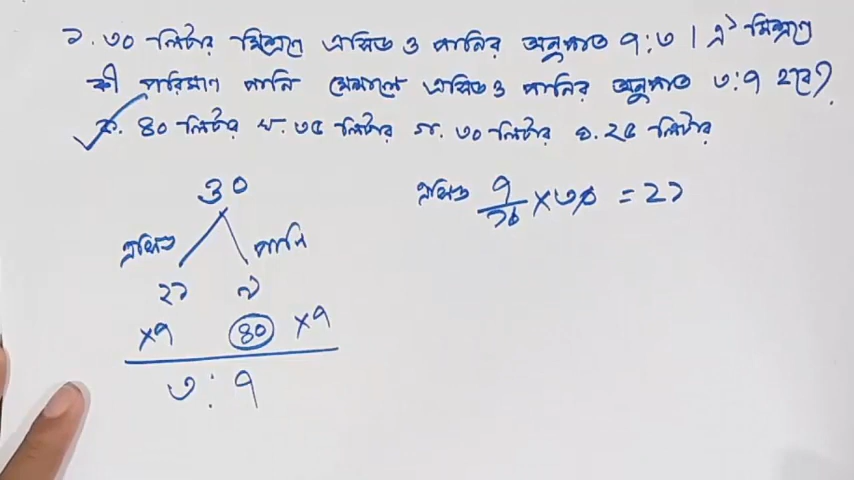 ১. ৩০ লিটার মিশ্রণে এসিড ও পানির অনুপাত ৭:৩। ঐ মিশ্রণে
কী পরিমাণ পানি মেশালে এসিড ও পানির অনুপাত ৩:৭ হবে?
ক. ৪০ লিটার খ. ৩৫ লিটার গ. ৩০ লিটার ঘ. ২৫ লিটার
৩০
এসিড পানি
২১ ৯
×৭ ৪০ ×৭
৩ : ৭
এসিড ৭/১০ × ৩০ = ২১